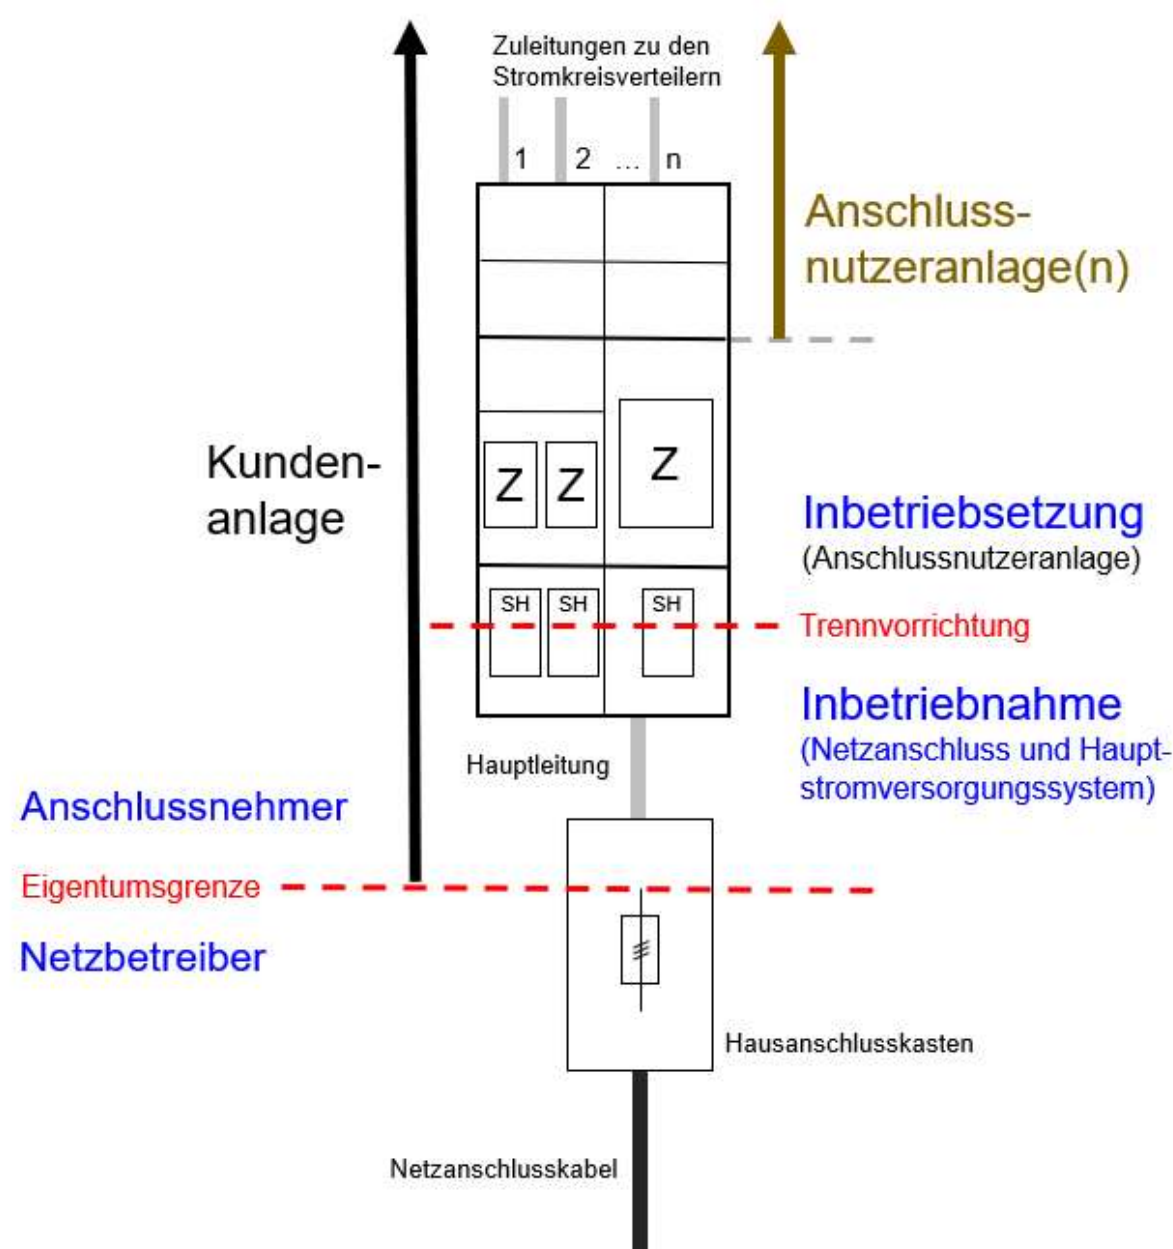 Zuleitungen zu den
Stromkreisverteilern
1 2 ... n
Anschluss-
nutzeranlage(n)
Kunden-
anlage
Z Z Z
Inbetriebsetzung
(Anschlussnutzeranlage)
SH SH SH
Trennvorrichtung
Inbetriebnahme
(Netzanschluss und Haupt-
stromversorgungssystem)
Hauptleitung
Anschlussnehmer
Eigentumsgrenze
Netzbetreiber
Hausanschlusskasten
Netzanschlusskabel